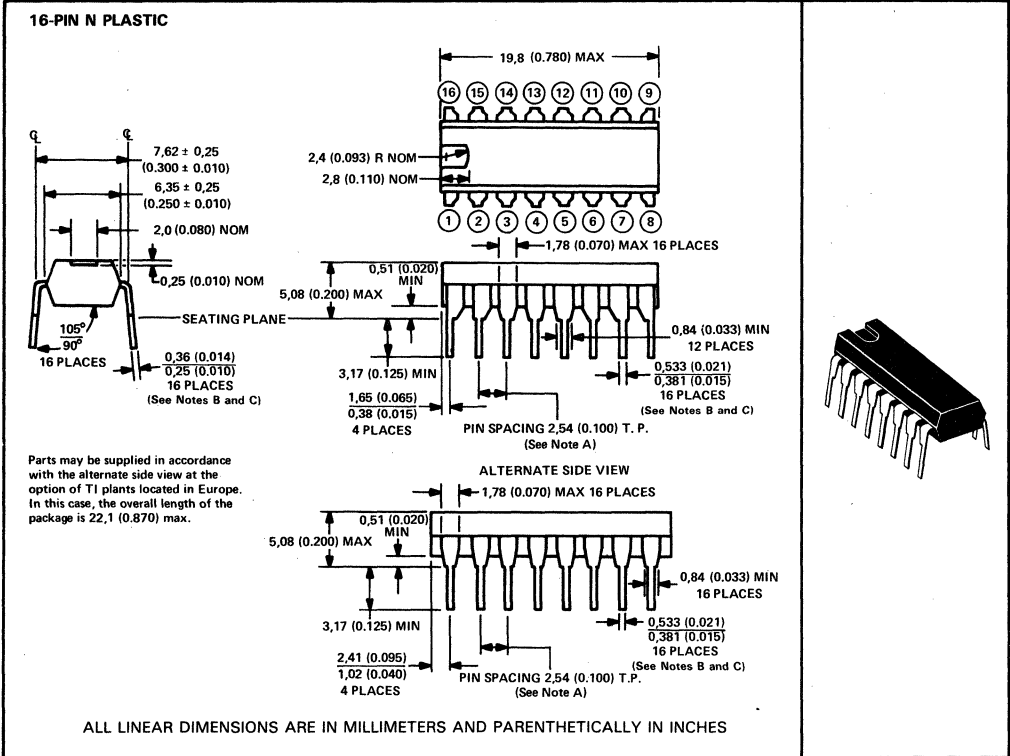 16-PIN N PLASTIC
19,8 (0.780) MAX
16 15 14 13 12 11 10 9
℄ ℄
7,62 ± 0,25
(0.300 ± 0.010)
6,35 ± 0,25
(0.250 ± 0.010)
2,0 (0.080) NOM
0,25 (0.010) NOM
105°
90°
16 PLACES
0,36 (0.014)
0,25 (0.010)
16 PLACES
(See Notes B and C)
2,4 (0.093) R NOM
2,8 (0.110) NOM
1 2 3 4 5 6 7 8
1,78 (0.070) MAX 16 PLACES
0,51 (0.020)
MIN
5,08 (0.200) MAX
SEATING PLANE
0,84 (0.033) MIN
12 PLACES
3,17 (0.125) MIN
0,533 (0.021)
0,381 (0.015)
16 PLACES
(See Notes B and C)
1,65 (0.065)
0,38 (0.015)
4 PLACES
PIN SPACING 2,54 (0.100) T.P.
(See Note A)
Parts may be supplied in accordance
with the alternate side view at the
option of TI plants located in Europe.
In this case, the overall length of the
package is 22,1 (0.870) max.
ALTERNATE SIDE VIEW
1,78 (0.070) MAX 16 PLACES
0,51 (0.020)
MIN
5,08 (0.200) MAX
0,84 (0.033) MIN
16 PLACES
3,17 (0.125) MIN
0,533 (0.021)
0,381 (0.015)
16 PLACES
(See Notes B and C)
2,41 (0.095)
1,02 (0.040)
4 PLACES
PIN SPACING 2,54 (0.100) T.P.
(See Note A)
ALL LINEAR DIMENSIONS ARE IN MILLIMETERS AND PARENTHETICALLY IN INCHES